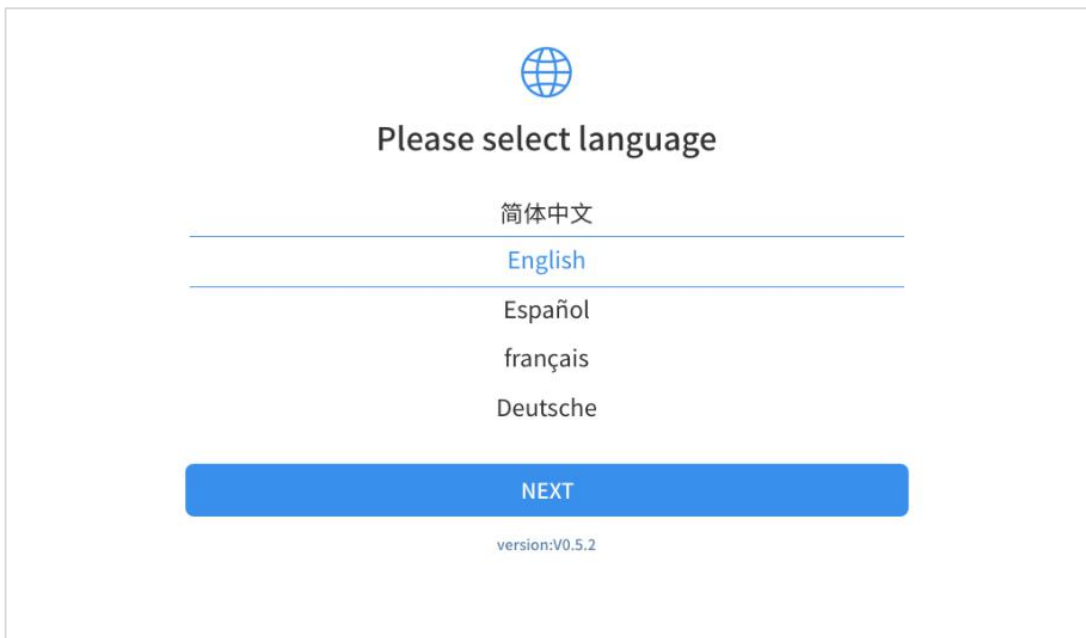 Please select language
简体中文
English
Español
français
Deutsche
NEXT
version:V0.5.2